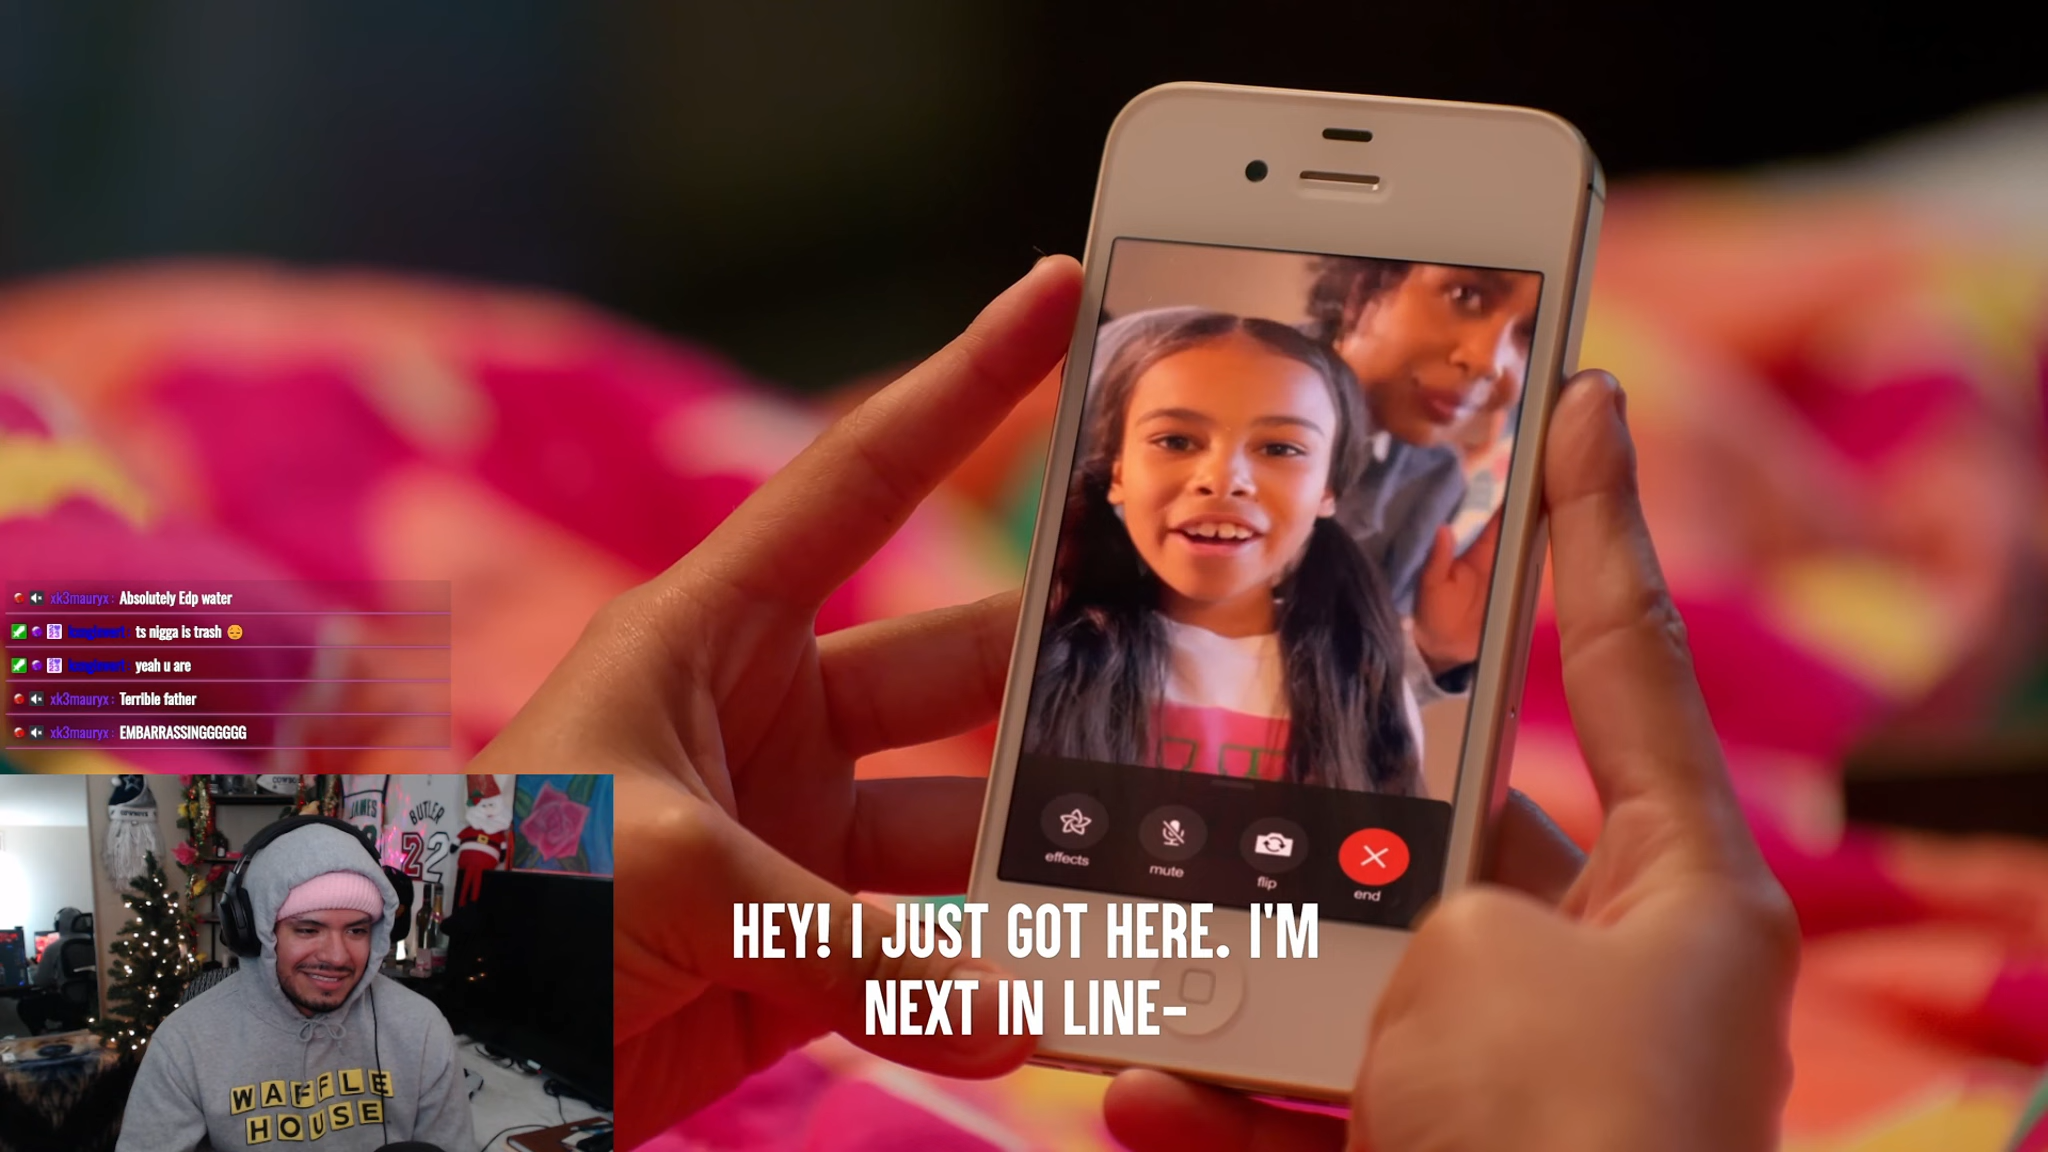 xk3mauryx: Absolutely Edp water
ts nigga is trash 😔
yeah u are
xk3mauryx: Terrible father
xk3mauryx: EMBARRASSINGGGGGG
effects
mute
flip
end
HEY! I JUST GOT HERE. I'M
NEXT IN LINE-
COWBOYS
JAMES
BUTLER
22
WAFFLE
HOUSE